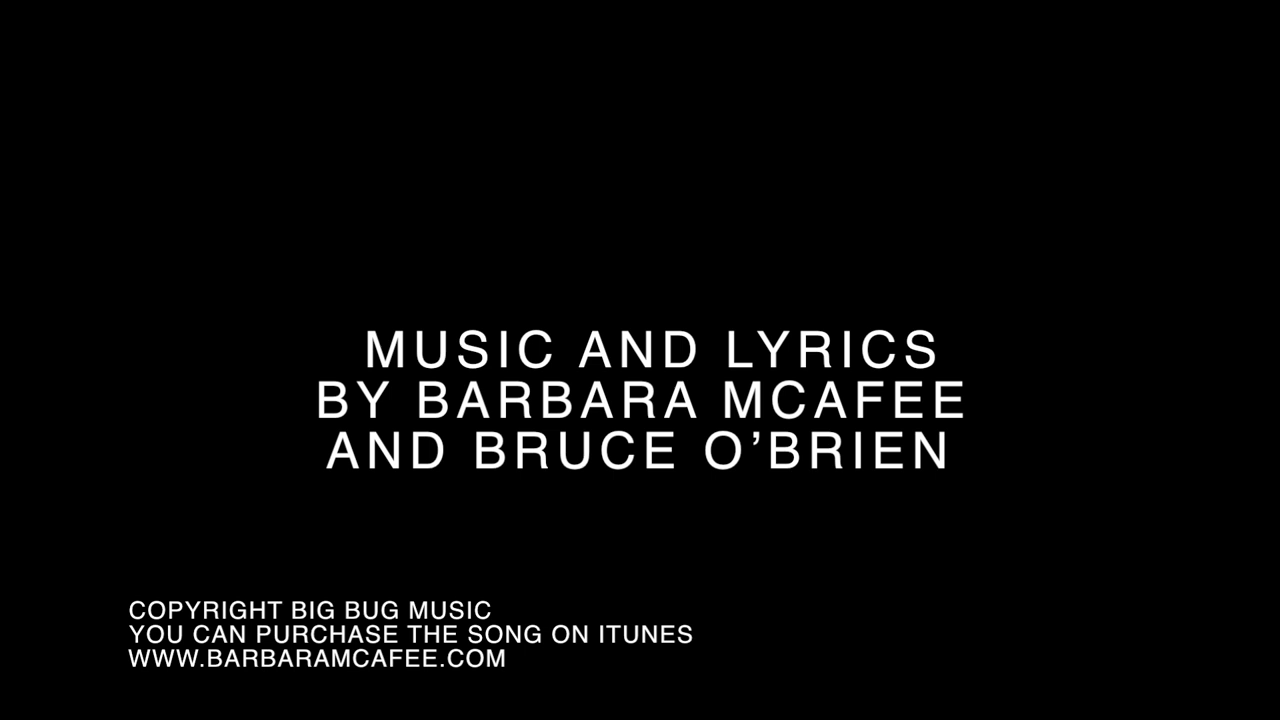 MUSIC AND LYRICS
BY BARBARA MCAFEE
AND BRUCE O’BRIEN
COPYRIGHT BIG BUG MUSIC
YOU CAN PURCHASE THE SONG ON ITUNES
WWW.BARBARAMCAFEE.COM